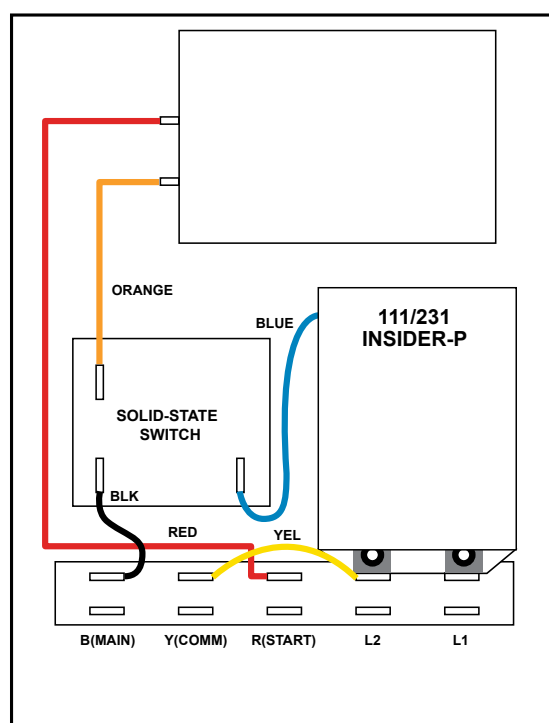 ORANGE
BLUE
111/231
INSIDER-P
SOLID-STATE
SWITCH
BLK
RED
YEL
B(MAIN)
Y(COMM)
R(START)
L2
L1